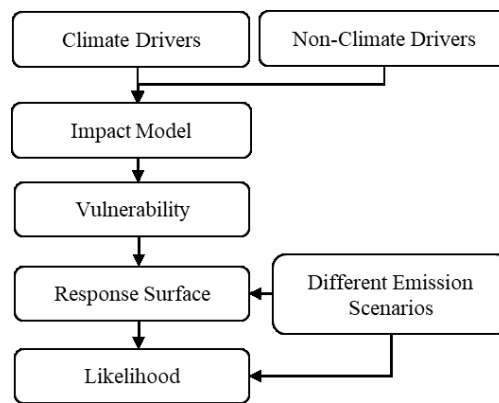 Climate Drivers
Non-Climate Drivers
Impact Model
Vulnerability
Response Surface
Different Emission
Scenarios
Likelihood